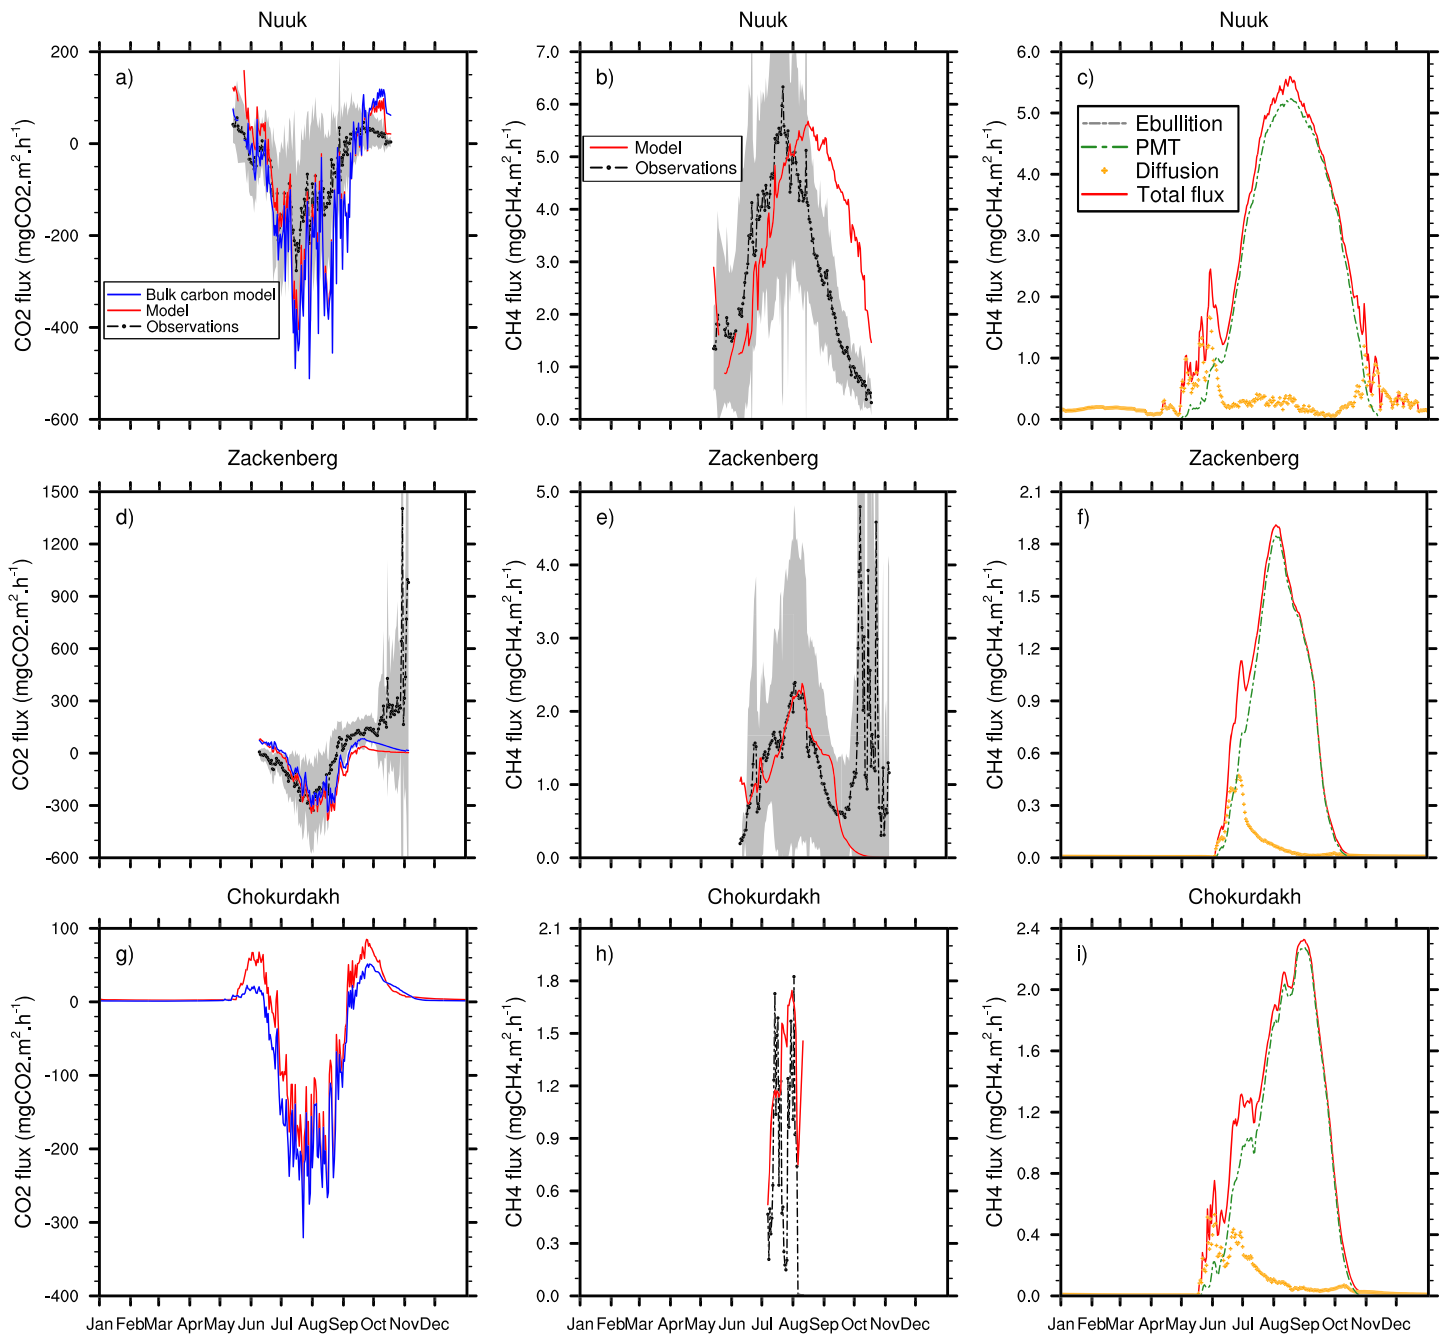 Nuuk
Nuuk
Nuuk
a)
CO2 flux (mgCO2.m².h⁻¹)
200
0
-200
-400
-600
Bulk carbon model
Model
Observations
b)
CH4 flux (mgCH4.m².h⁻¹)
7.0
6.0
5.0
4.0
3.0
2.0
1.0
0.0
Model
Observations
c)
CH4 flux (mgCH4.m².h⁻¹)
6.0
5.0
4.0
3.0
2.0
1.0
0.0
Ebullition
PMT
Diffusion
Total flux
Zackenberg
Zackenberg
Zackenberg
d)
CO2 flux (mgCO2.m².h⁻¹)
1500
1200
900
600
300
0
-300
-600
e)
CH4 flux (mgCH4.m².h⁻¹)
5.0
4.0
3.0
2.0
1.0
0.0
f)
CH4 flux (mgCH4.m².h⁻¹)
2.1
1.8
1.5
1.2
0.9
0.6
0.3
0.0
Chokurdakh
Chokurdakh
Chokurdakh
g)
CO2 flux (mgCO2.m².h⁻¹)
100
0
-100
-200
-300
-400
h)
CH4 flux (mgCH4.m².h⁻¹)
2.1
1.8
1.5
1.2
0.9
0.6
0.3
0.0
i)
CH4 flux (mgCH4.m².h⁻¹)
2.4
2.0
1.6
1.2
0.8
0.4
0.0
Jan Feb Mar Apr May Jun Jul Aug Sep Oct Nov Dec
Jan Feb Mar Apr May Jun Jul Aug Sep Oct Nov Dec
Jan Feb Mar Apr May Jun Jul Aug Sep Oct Nov Dec